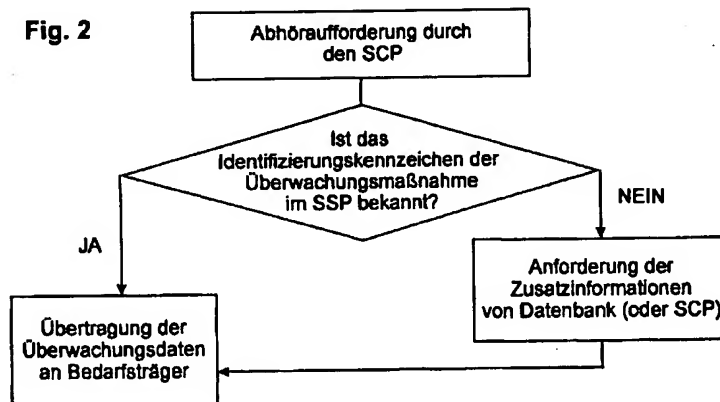 Fig. 2
Abhöraufforderung durch
den SCP
Ist das
Identifizierungskennzeichen der
Überwachungsmaßnahme
im SSP bekannt?
JA
NEIN
Anforderung der
Zusatzinformationen
von Datenbank (oder SCP)
Übertragung der
Überwachungsdaten
an Bedarfsträger